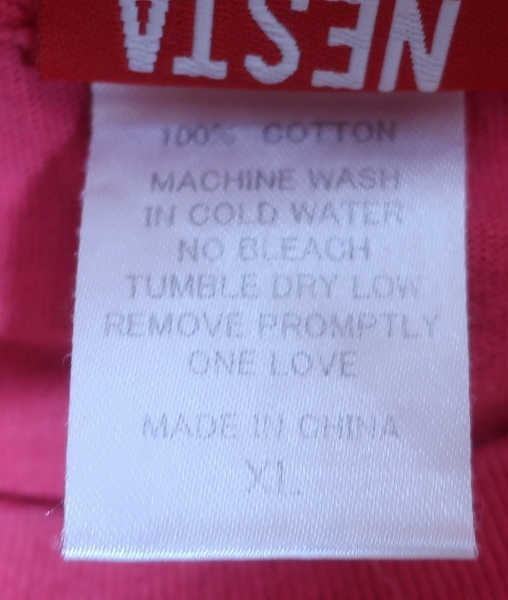 NESTA
100% COTTON
MACHINE WASH
IN COLD WATER
NO BLEACH
TUMBLE DRY LOW
REMOVE PROMPTLY
ONE LOVE
MADE IN CHINA
XL